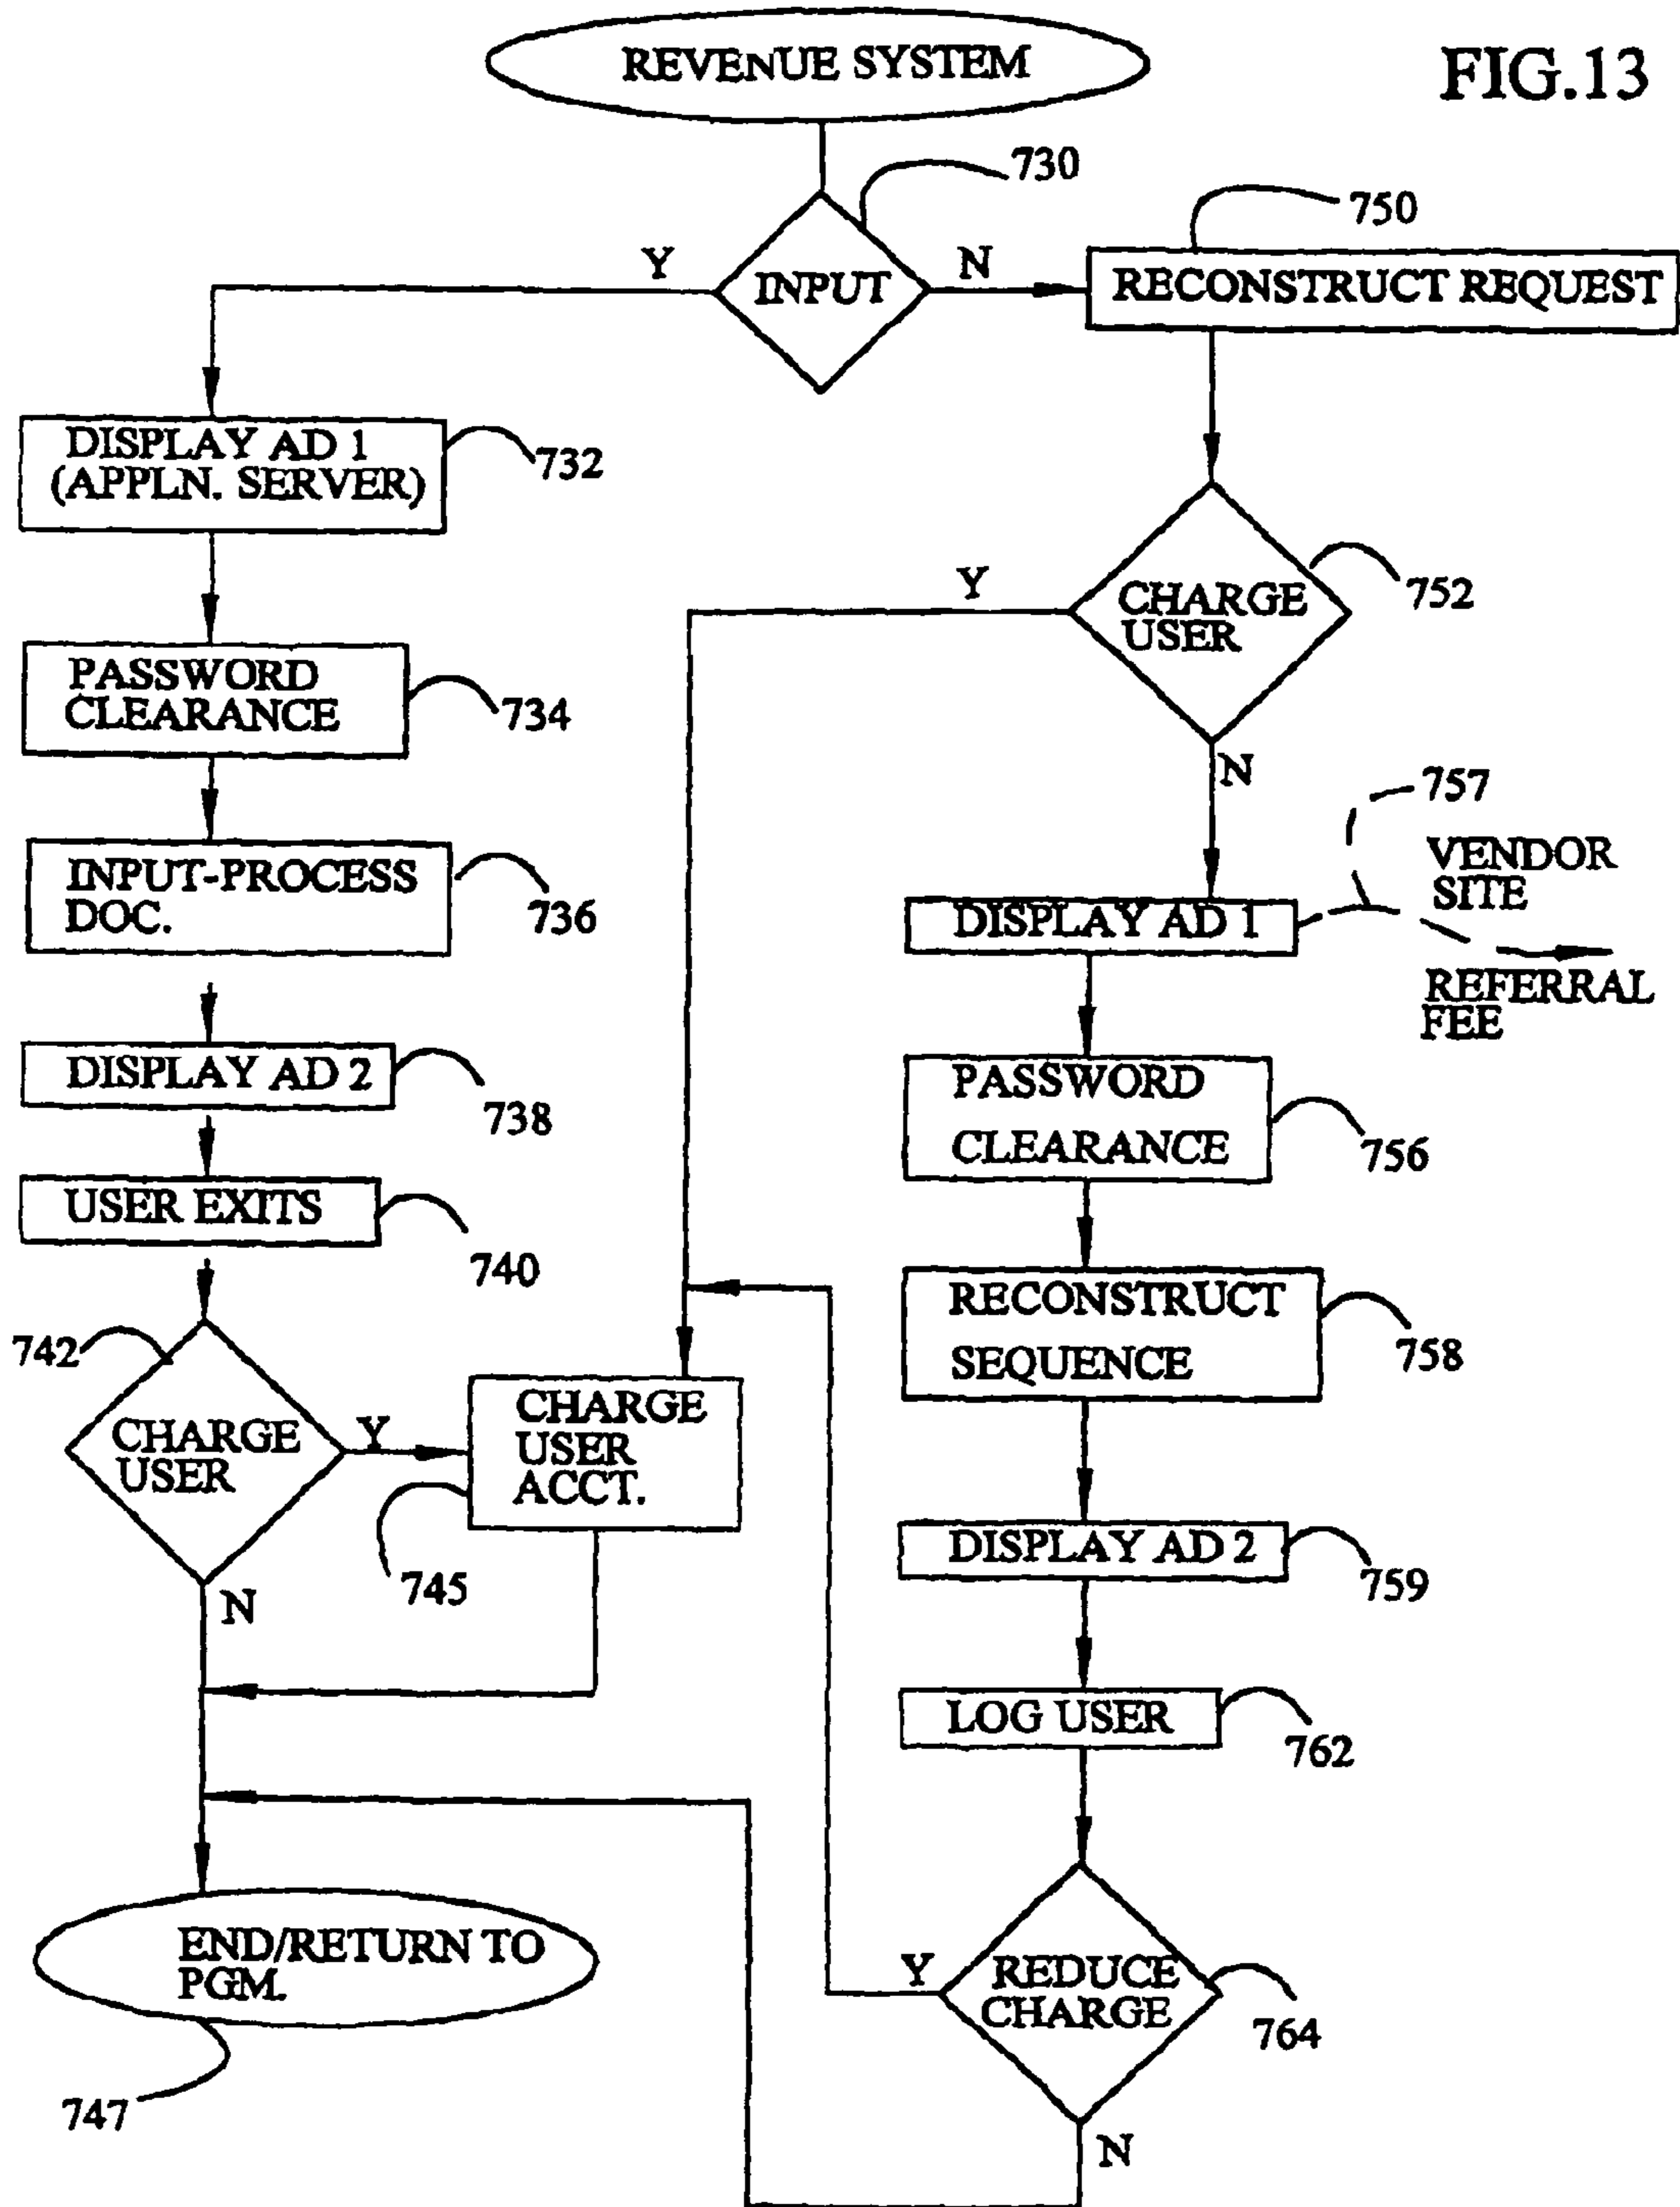 REVENUE SYSTEM
FIG.13
730
750
Y
INPUT
N
RECONSTRUCT REQUEST
DISPLAY AD 1
(APPLN. SERVER)
732
Y
CHARGE
USER
752
PASSWORD
CLEARANCE
734
N
757
VENDOR
SITE
INPUT-PROCESS
DOC.
736
DISPLAY AD 1
REFERRAL
FEE
DISPLAY AD 2
738
PASSWORD
CLEARANCE
756
USER EXITS
740
RECONSTRUCT
SEQUENCE
758
742
CHARGE
USER
Y
CHARGE
USER
ACCT.
745
N
DISPLAY AD 2
759
LOG USER
762
END/RETURN TO
PGM.
747
Y
REDUCE
CHARGE
764
N